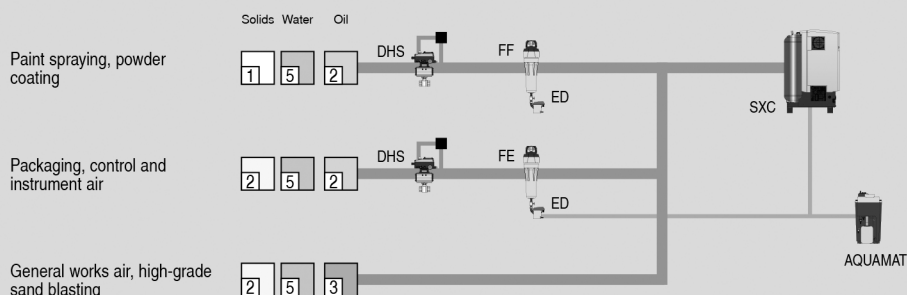 Solids Water Oil
Paint spraying, powder
coating
1 5 2
DHS
FF
ED
SXC
Packaging, control and
instrument air
2 5 2
DHS
FE
ED
AQUAMAT
General works air, high-grade
sand blasting
2 5 3